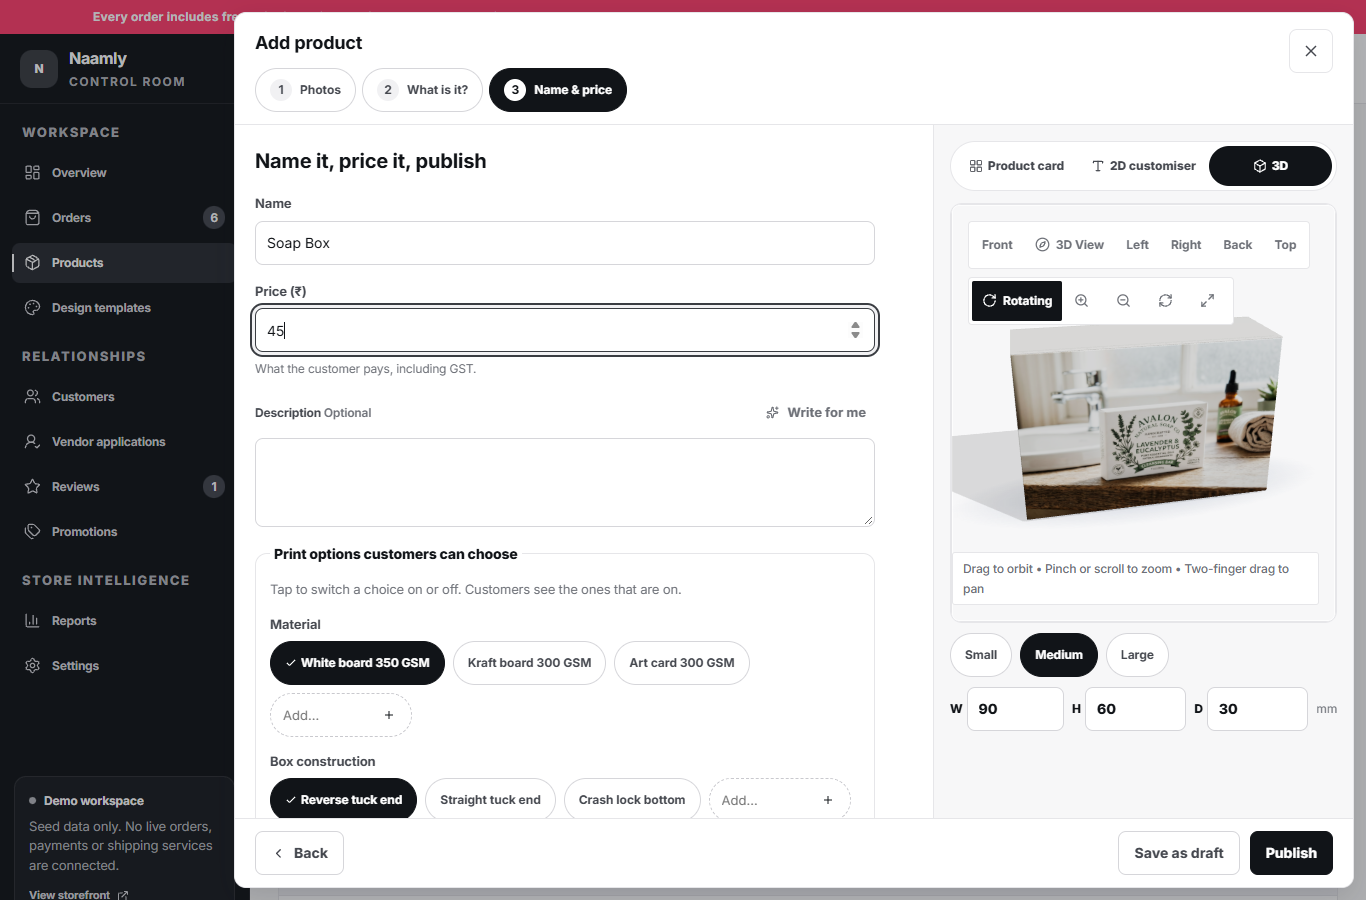 Every order includes fre
N
Naamly
CONTROL ROOM
WORKSPACE
Overview
Orders
6
Products
Design templates
RELATIONSHIPS
Customers
Vendor applications
Reviews
1
Promotions
STORE INTELLIGENCE
Reports
Settings
Demo workspace
Seed data only. No live orders,
payments or shipping services
are connected.
View storefront
Add product
1 Photos
2 What is it?
3 Name & price
Name it, price it, publish
Name
Soap Box
Price (₹)
45
What the customer pays, including GST.
Description Optional
Write for me
Print options customers can choose
Tap to switch a choice on or off. Customers see the ones that are on.
Material
White board 350 GSM
Kraft board 300 GSM
Art card 300 GSM
Add...
Box construction
Reverse tuck end
Straight tuck end
Crash lock bottom
Add...
Back
Save as draft
Publish
Product card
2D customiser
3D
Front
3D View
Left
Right
Back
Top
Rotating
AVALON
NATURAL SOAP CO
LAVENDER &
EUCALYPTUS
Drag to orbit • Pinch or scroll to zoom • Two-finger drag to
pan
Small
Medium
Large
W 90 H 60 D 30 mm